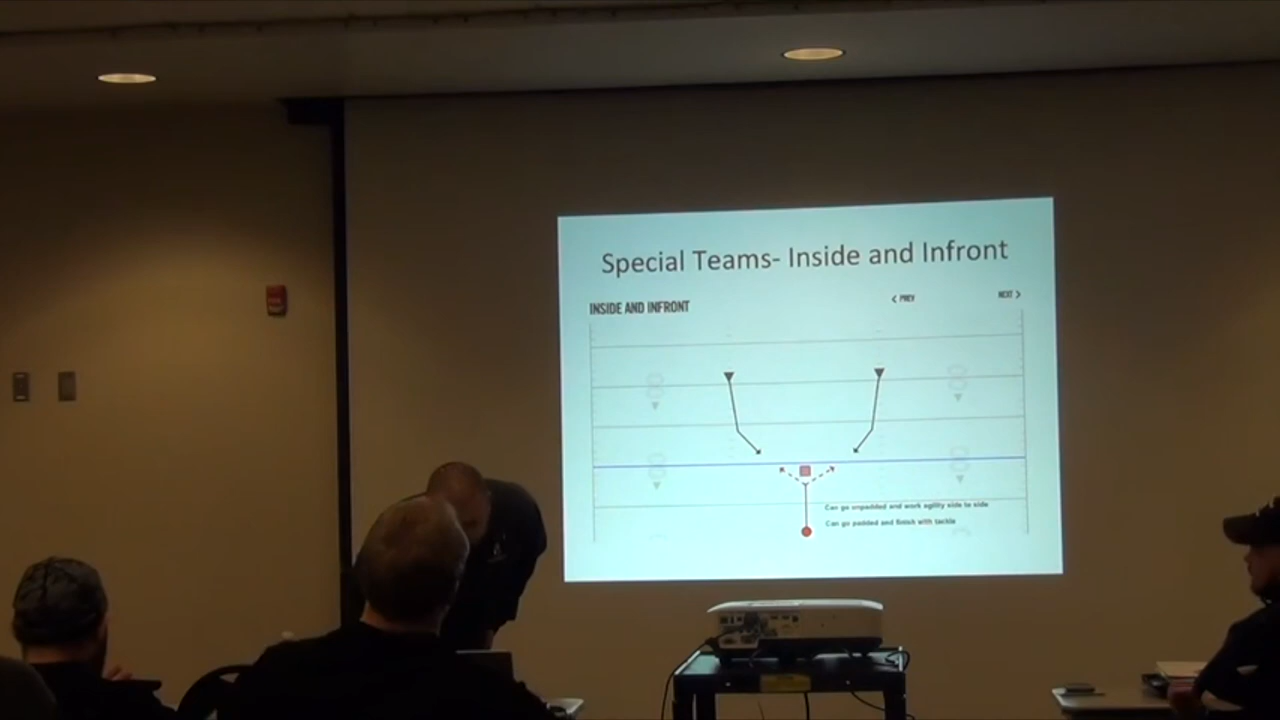 Special Teams- Inside and Infront
INSIDE AND INFRONT
< PREV
NEXT >
Can go unpadded and work agility side to side
Can go padded and finish with tackle